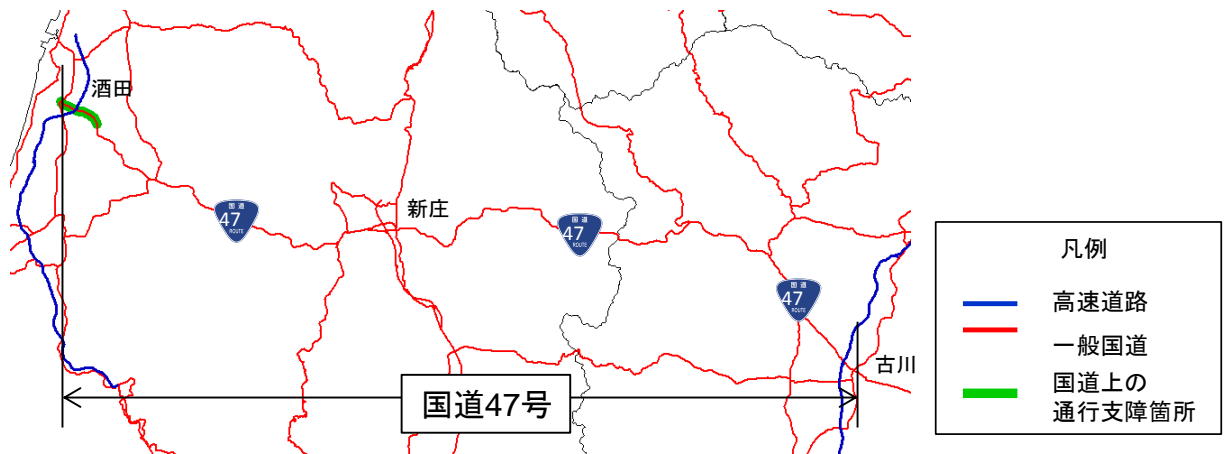 酒田
国道
47
ROUTE
新庄
国道
47
ROUTE
国道
47
ROUTE
古川
国道47号
凡例
高速道路
一般国道
国道上の
通行支障箇所